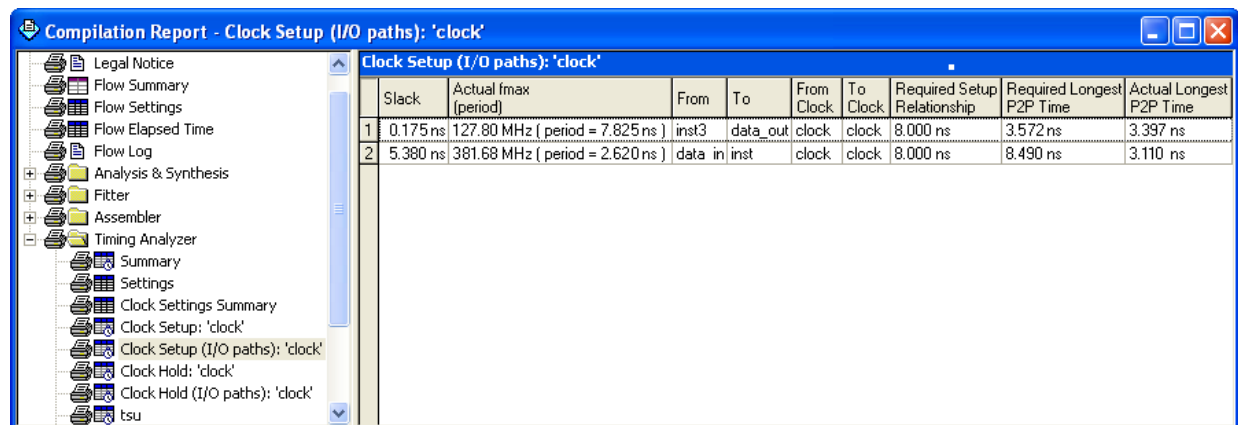 Compilation Report - Clock Setup (I/O paths): 'clock'
Legal Notice
Flow Summary
Flow Settings
Flow Elapsed Time
Flow Log
Analysis & Synthesis
Fitter
Assembler
Timing Analyzer
Summary
Settings
Clock Settings Summary
Clock Setup: 'clock'
Clock Setup (I/O paths): 'clock'
Clock Hold: 'clock'
Clock Hold (I/O paths): 'clock'
tsu
Clock Setup (I/O paths): 'clock'
Slack Actual fmax (period) From To From Clock To Clock Required Setup Relationship Required Longest P2P Time Actual Longest P2P Time
1 0.175 ns 127.80 MHz ( period = 7.825 ns ) inst3 data_out clock clock 8.000 ns 3.572 ns 3.397 ns
2 5.380 ns 381.68 MHz ( period = 2.620 ns ) data in inst clock clock 8.000 ns 8.490 ns 3.110 ns